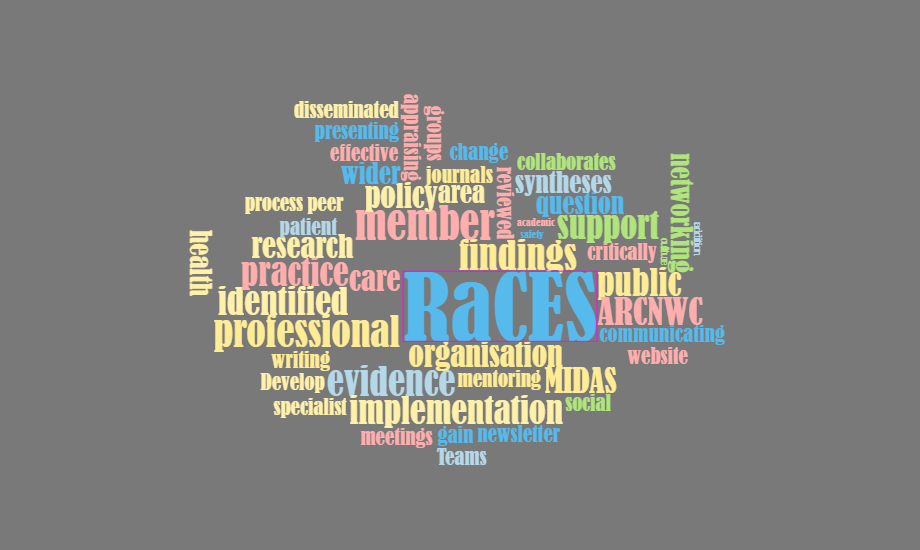 disseminated
appraising
groups
presenting
effective
change
wider
journals
collaborates
networking
reviewed
syntheses
policy
area
process peer
question
member
academic
support
patient
safety
health
research
findings
critically
culture
addition
practice
care
RaCES
public
identified
ARCNWC
professional
communicating
organisation
website
writing
evidence
mentoring
MIDAS
Develop
specialist
implementation
social
meetings
gain
newsletter
Teams